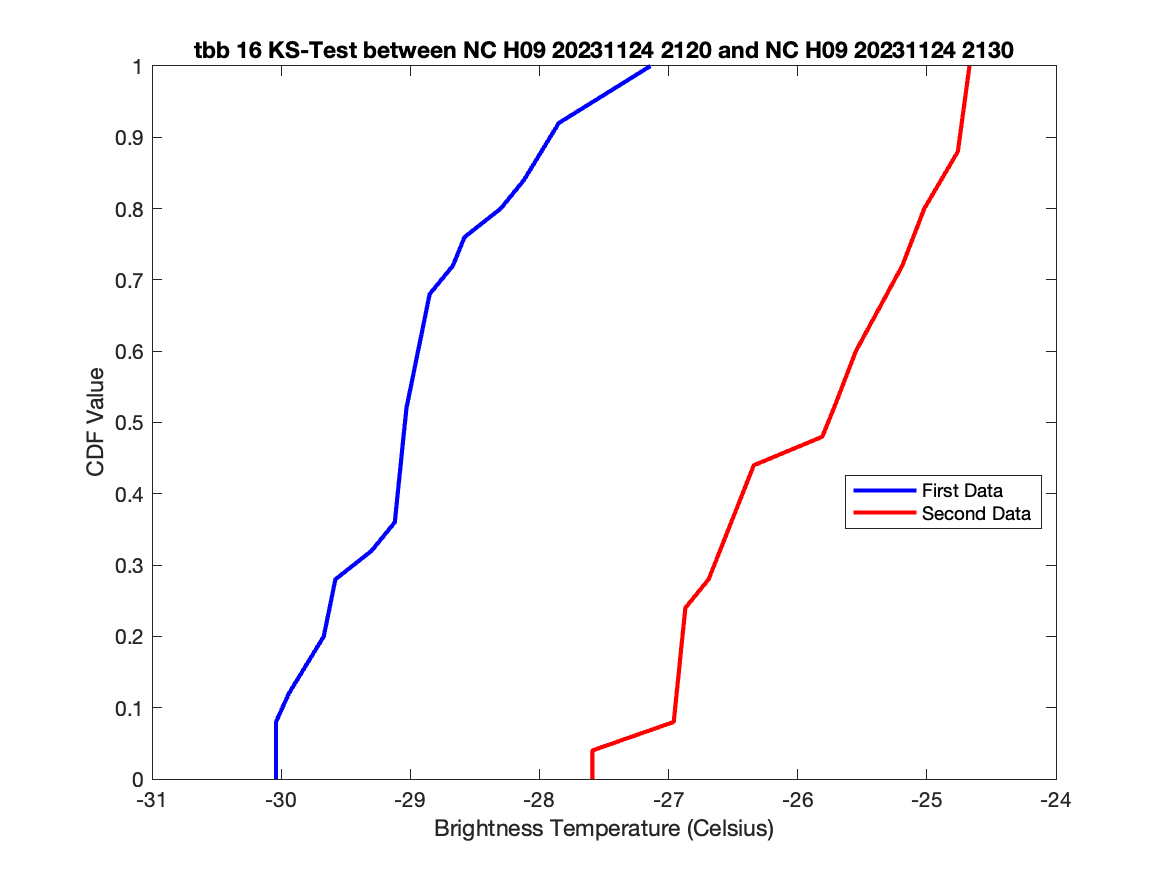 tbb 16 KS-Test between NC H09 20231124 2120 and NC H09 20231124 2130
1
0.9
0.8
0.7
0.6
0.5
0.4
0.3
0.2
0.1
0
CDF Value
First Data
Second Data
-31 -30 -29 -28 -27 -26 -25 -24
Brightness Temperature (Celsius)